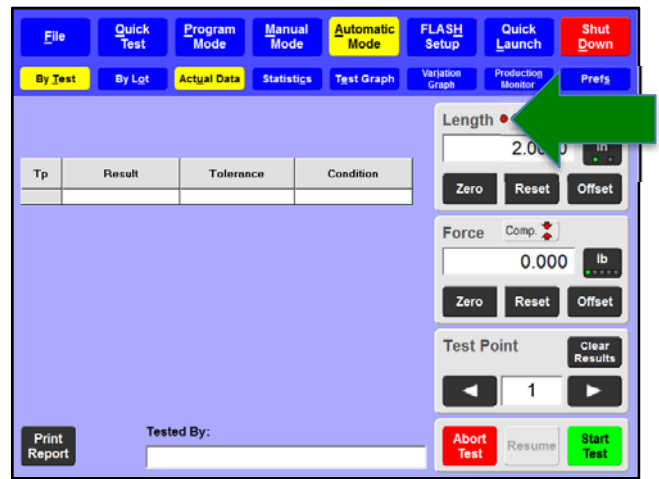 File
Quick Test
Program Mode
Manual Mode
Automatic Mode
FLASH Setup
Quick Launch
Shut Down
By Test
By Lot
Actual Data
Statistics
Test Graph
Variation Graph
Production Monitor
Prefs
Length
in
Tp Result Tolerance Condition
Zero Reset Offset
Force Comp.
0.000 lb
Zero Reset Offset
Test Point
Clear Results
1
Print Report
Tested By:
Abort Test
Resume
Start Test